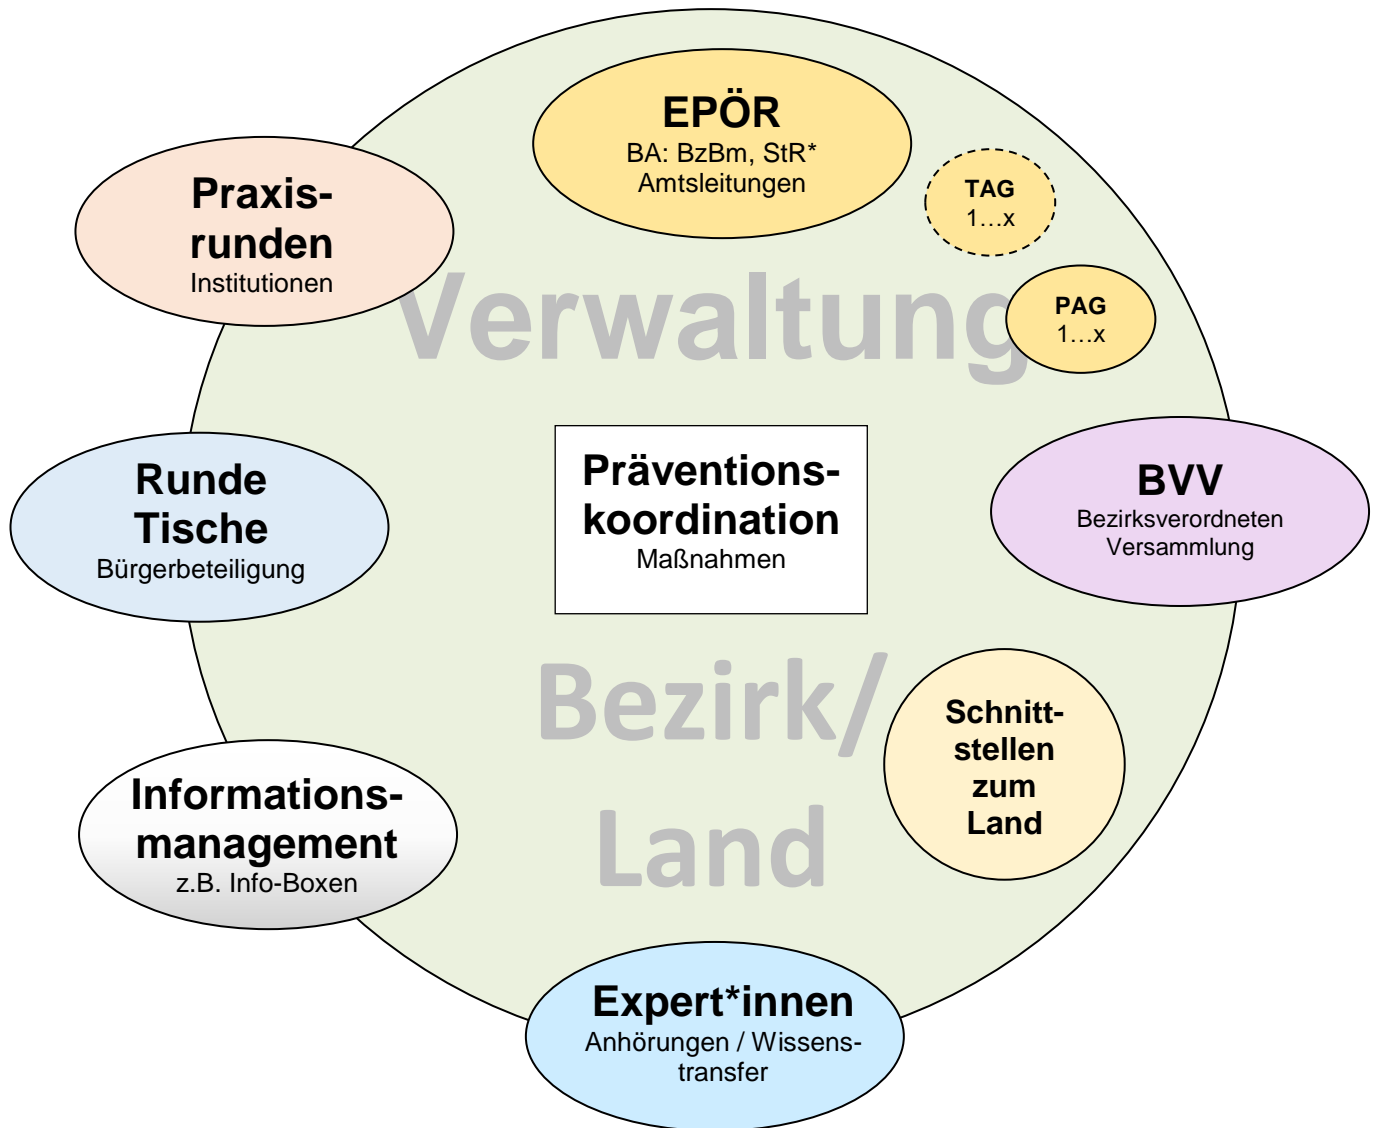 EPÖR
BA: BzBm, StR*
Amtsleitungen
TAG
1…x
Praxis-
runden
Institutionen
PAG
1…x
Verwaltung
Runde
Tische
Bürgerbeteiligung
Präventions-
koordination
Maßnahmen
BVV
Bezirksverordneten
Versammlung
Bezirk/
Land
Schnitt-
stellen
zum
Land
Informations-
management
z.B. Info-Boxen
Expert*innen
Anhörungen / Wissens-
transfer